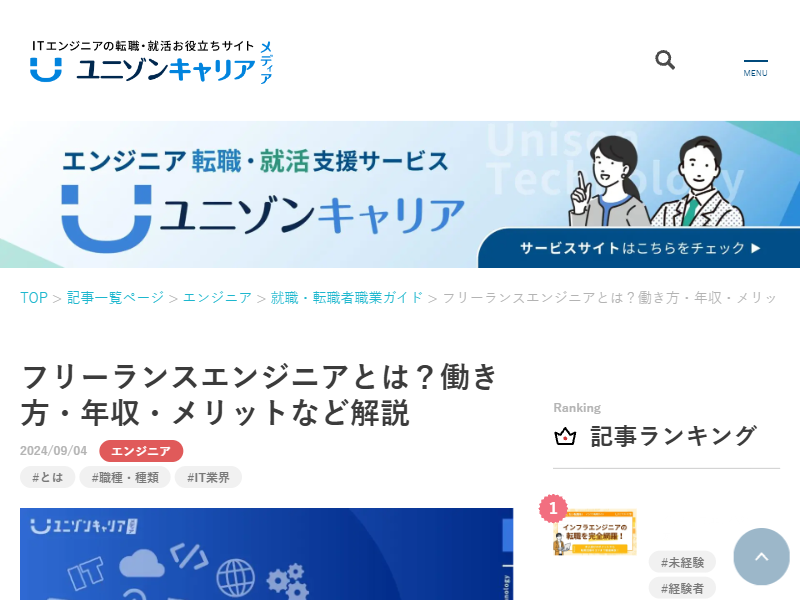 ITエンジニアの転職・就活お役立ちサイト
ユニゾンキャリア
メディア
MENU
Unison
Technology
エンジニア転職・就活支援サービス
ユニゾンキャリア
サービスサイトはこちらをチェック ▶
TOP > 記事一覧ページ > エンジニア > 就職・転職者職業ガイド > フリーランスエンジニアとは？働き方・年収・メリッ
フリーランスエンジニアとは？働き
方・年収・メリットなど解説
2024/09/04 エンジニア
#とは #職種・種類 #IT業界
ユニゾンキャリア
IT
Ranking
記事ランキング
1
インフラエンジニアの
転職を完全網羅！
#未経験
#経験者